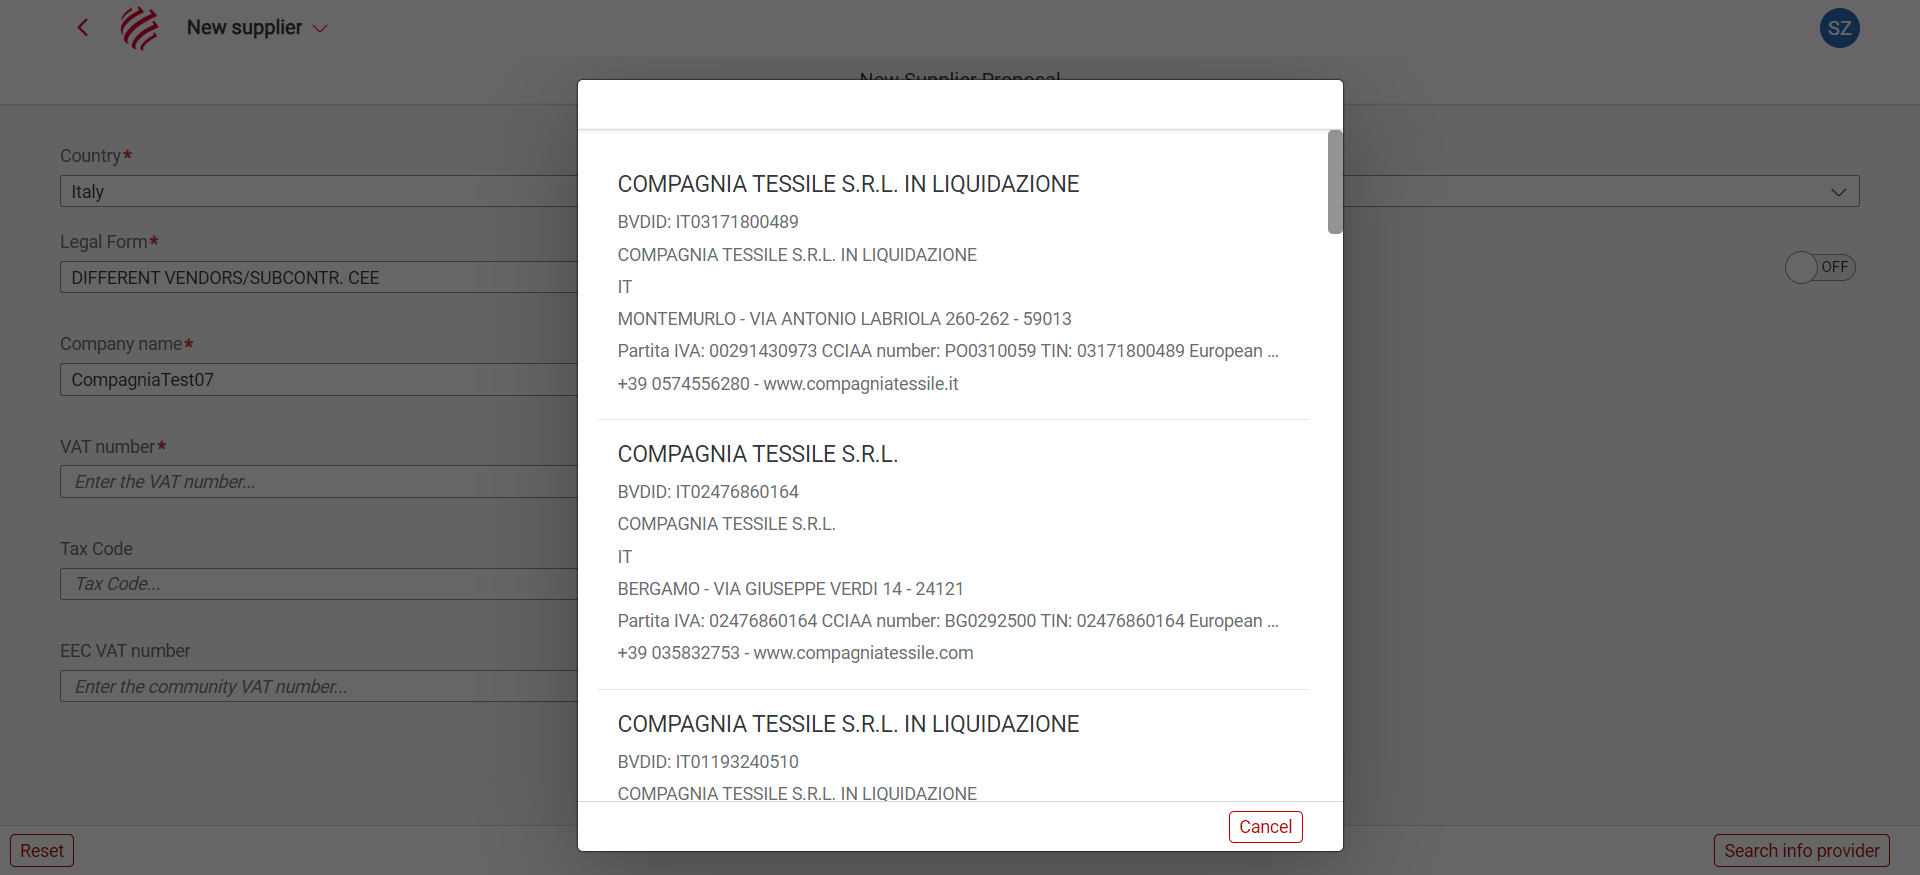 New supplier
SZ
New Supplier Proposal
Country*
Italy
Legal Form*
DIFFERENT VENDORS/SUBCONTR. CEE
OFF
Company name*
CompagniaTest07
VAT number*
Enter the VAT number...
Tax Code
Tax Code...
EEC VAT number
Enter the community VAT number...
COMPAGNIA TESSILE S.R.L. IN LIQUIDAZIONE
BVDID: IT03171800489
COMPAGNIA TESSILE S.R.L. IN LIQUIDAZIONE
IT
MONTEMURLO - VIA ANTONIO LABRIOLA 260-262 - 59013
Partita IVA: 00291430973 CCIAA number: PO0310059 TIN: 03171800489 European ...
+39 0574556280 - www.compagniatessile.it
COMPAGNIA TESSILE S.R.L.
BVDID: IT02476860164
COMPAGNIA TESSILE S.R.L.
IT
BERGAMO - VIA GIUSEPPE VERDI 14 - 24121
Partita IVA: 02476860164 CCIAA number: BG0292500 TIN: 02476860164 European ...
+39 035832753 - www.compagniatessile.com
COMPAGNIA TESSILE S.R.L. IN LIQUIDAZIONE
BVDID: IT01193240510
COMPAGNIA TESSILE S.R.L. IN LIQUIDAZIONE
Cancel
Reset
Search info provider